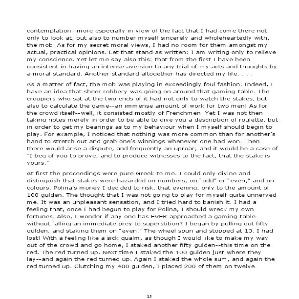 contemplation--more especially in view of the fact that I had come there not
only to look at, but also to number myself sincerely and wholeheartedly with,
the mob. As for my secret moral views, I had no room for them amongst my
actual, practical opinions. Let that stand as written: I am writing only to relieve
my conscience. Yet let me say also this: that from the first I have been
consistent in having an intense aversion to any trial of my acts and thoughts by
a moral standard. Another standard altogether has directed my life. . . .
As a matter of fact, the mob was playing in exceedingly foul fashion. Indeed, I
have an idea that sheer robbery was going on around that gaming-table. The
croupiers who sat at the two ends of it had not only to watch the stakes, but
also to calculate the game--an immense amount of work for two men! As for
the crowd itself--well, it consisted mostly of Frenchmen. Yet I was not then
taking notes merely in order to be able to give you a description of roulette, but
in order to get my bearings as to my behaviour when I myself should begin to
play. For example, I noticed that nothing was more common than for another's
hand to stretch out and grab one's winnings whenever one had won. Then
there would arise a dispute, and frequently an uproar; and it would be a case of
"I beg of you to prove, and to produce witnesses to the fact, that the stake is
yours."
At first the proceedings were pure Greek to me. I could only divine and
distinguish that stakes were hazarded on numbers, on "odd" or "even," and on
colours. Polina's money I decided to risk, that evening, only to the amount of
100 gulden. The thought that I was not going to play for myself quite unnerved
me. It was an unpleasant sensation, and I tried hard to banish it. I had a
feeling that, once I had begun to play for Polina, I should wreck my own
fortunes. Also, I wonder if any one has EVER approached a gaming-table
without falling an immediate prey to superstition? I began by pulling out fifty
gulden, and staking them on "even." The wheel spun and stopped at 13. I had
lost! With a feeling like a sick qualm, as though I would like to make my way
out of the crowd and go home, I staked another fifty gulden--this time on the
red. The red turned up. Next time I staked the 100 gulden just where they
lay--and again the red turned up. Again I staked the whole sum, and again the
red turned up. Clutching my 400 gulden, I placed 200 of them on twelve